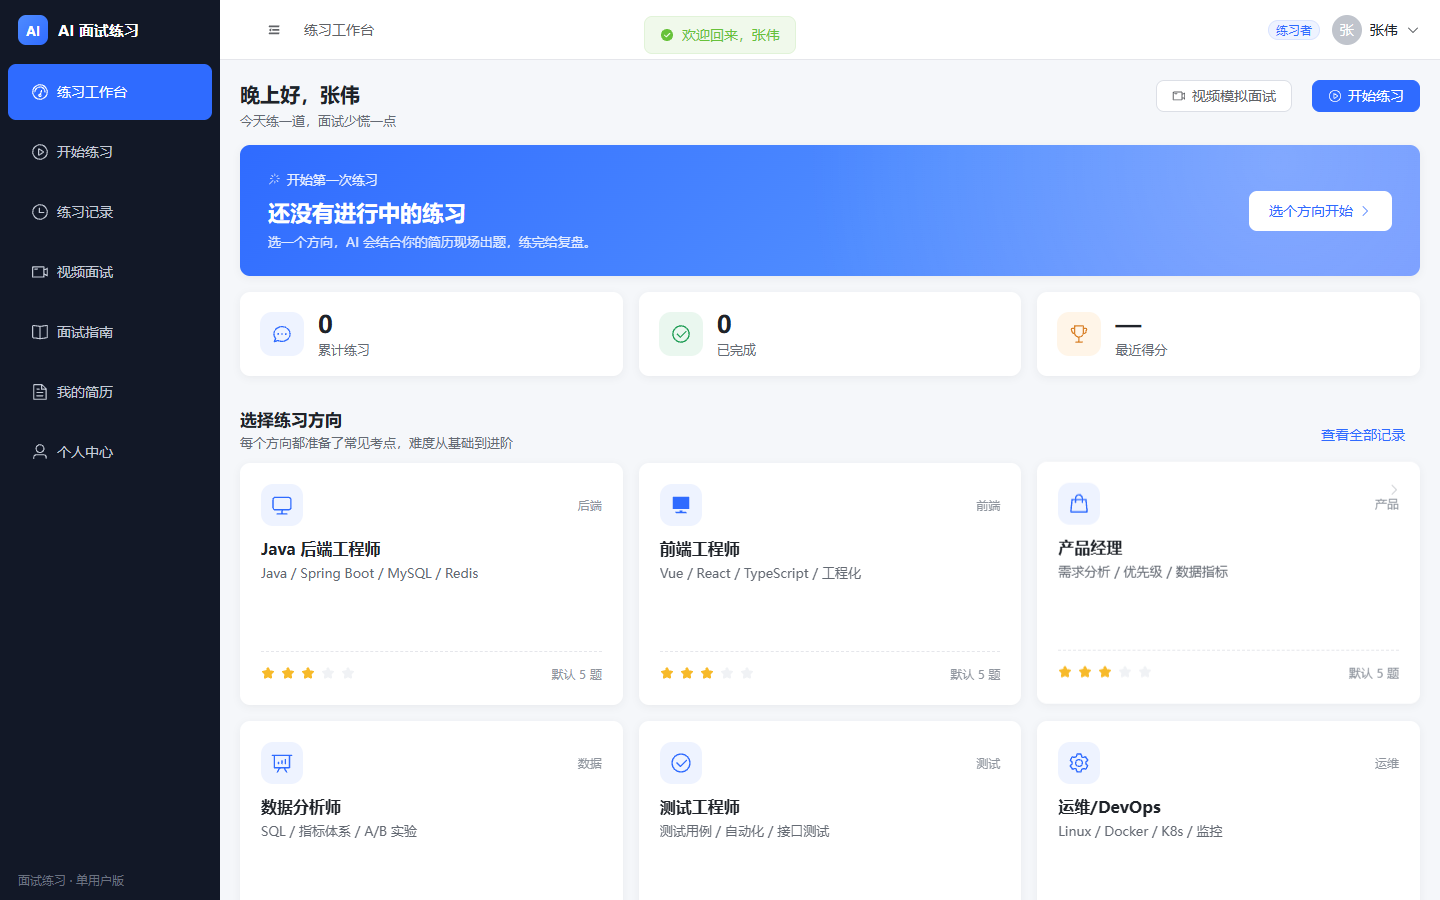 AI
AI 面试练习
练习工作台
开始练习
练习记录
视频面试
面试指南
我的简历
个人中心
面试练习 · 单用户版
练习工作台
欢迎回来，张伟
练习者
张
张伟
晚上好，张伟
今天练一道，面试少慌一点
视频模拟面试
开始练习
开始第一次练习
还没有进行中的练习
选一个方向，AI 会结合你的简历现场出题，练完给复盘。
选个方向开始
0
累计练习
0
已完成
—
最近得分
选择练习方向
每个方向都准备了常见考点，难度从基础到进阶
查看全部记录
后端
Java 后端工程师
Java / Spring Boot / MySQL / Redis
默认 5 题
前端
前端工程师
Vue / React / TypeScript / 工程化
默认 5 题
产品
产品经理
需求分析 / 优先级 / 数据指标
默认 5 题
数据
数据分析师
SQL / 指标体系 / A/B 实验
测试
测试工程师
测试用例 / 自动化 / 接口测试
运维
运维/DevOps
Linux / Docker / K8s / 监控